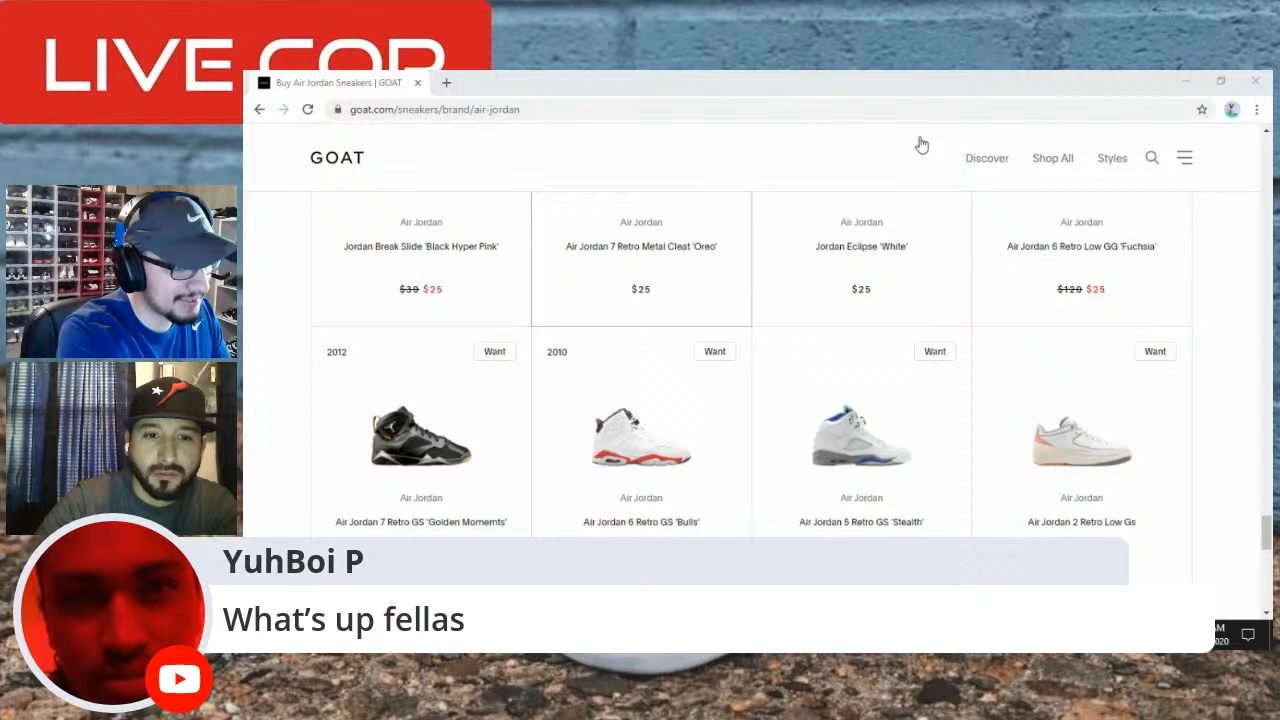 LIVE COP
Buy Air Jordan Sneakers | GOAT
goat.com/sneakers/brand/air-jordan
GOAT
Discover
Shop All
Styles
Air Jordan
Air Jordan
Air Jordan
Air Jordan
Jordan Break Slide 'Black Hyper Pink'
Air Jordan 7 Retro Metal Cleat 'Oreo'
Jordan Eclipse 'White'
Air Jordan 6 Retro Low GG 'Fuchsia'
$30 $25
$25
$25
$120 $25
2012
Want
2010
Want
Want
Want
Air Jordan
Air Jordan
Air Jordan
Air Jordan
Air Jordan 7 Retro GS 'Golden Momemts'
Air Jordan 6 Retro GS 'Bulls'
Air Jordan 5 Retro GS 'Stealth'
Air Jordan 2 Retro Low Gs
YuhBoi P
What's up fellas
AM
020